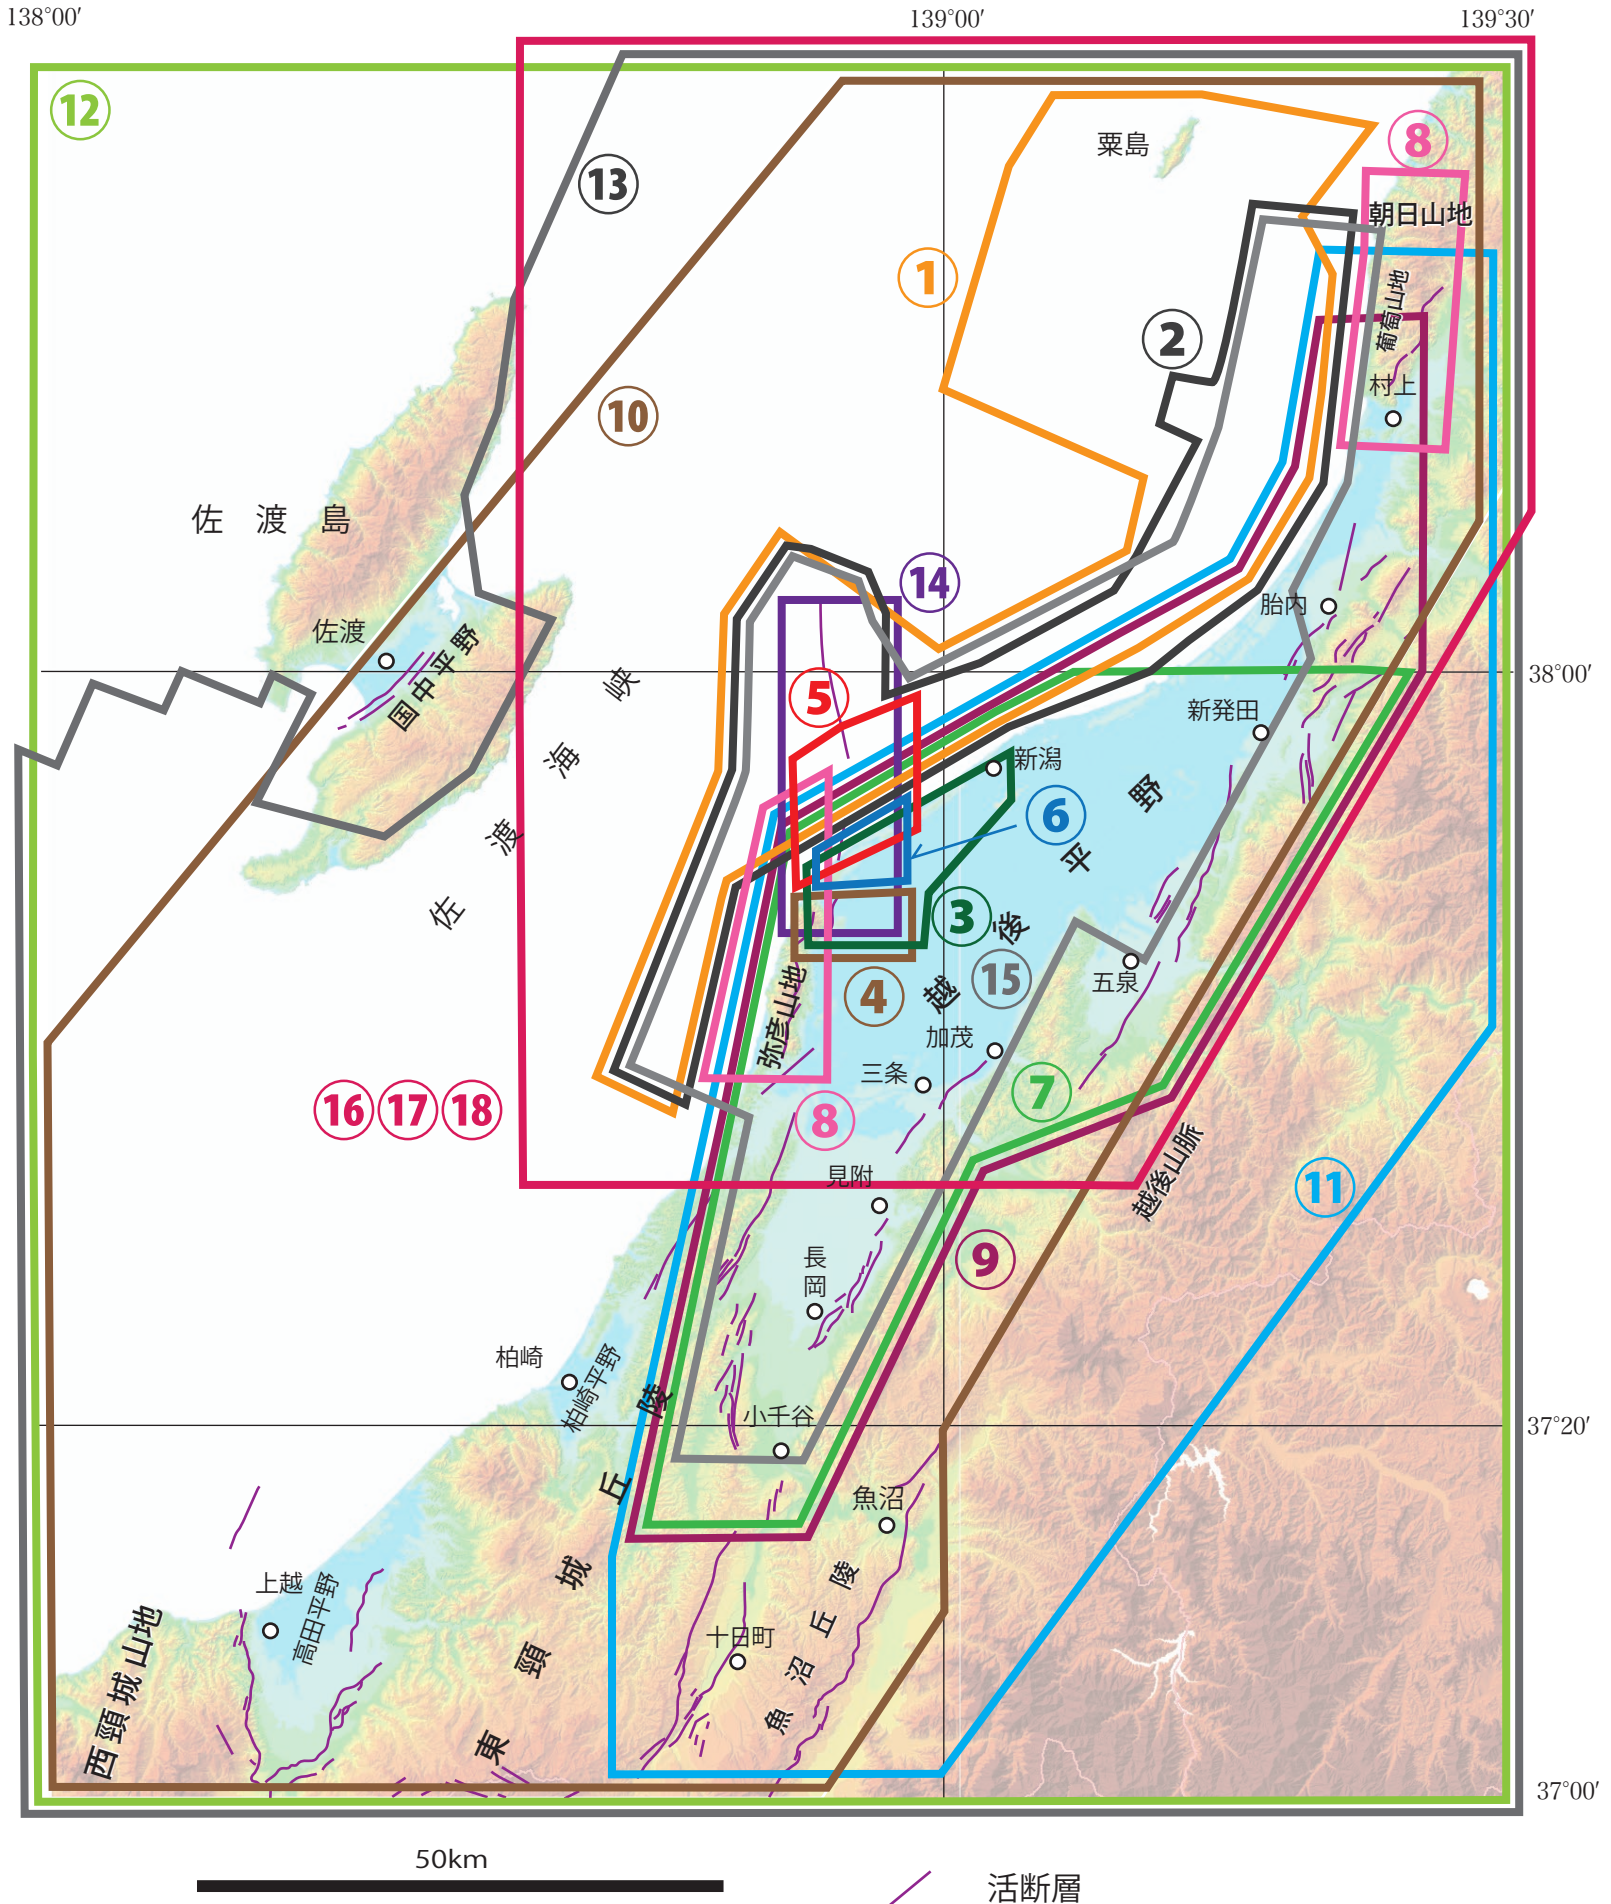 138°00′
139°00′
139°30′
12
粟島
8
13
朝日山地
1
葡萄山地
2
村上
10
佐 渡 島
14
胎内
佐渡
国中平野
38°00′
5
新発田
新潟
6
佐渡海峡
3
越後平野
15
五泉
4
弥彦山地
加茂
三条
7
16 17 18
8
見附
越後山脈
11
長岡
9
柏崎
柏崎平野
小千谷
37°20′
魚沼
上越
高田平野
十日町
魚沼丘陵
東頸城丘陵
西頸城山地
37°00′
50km
活断層